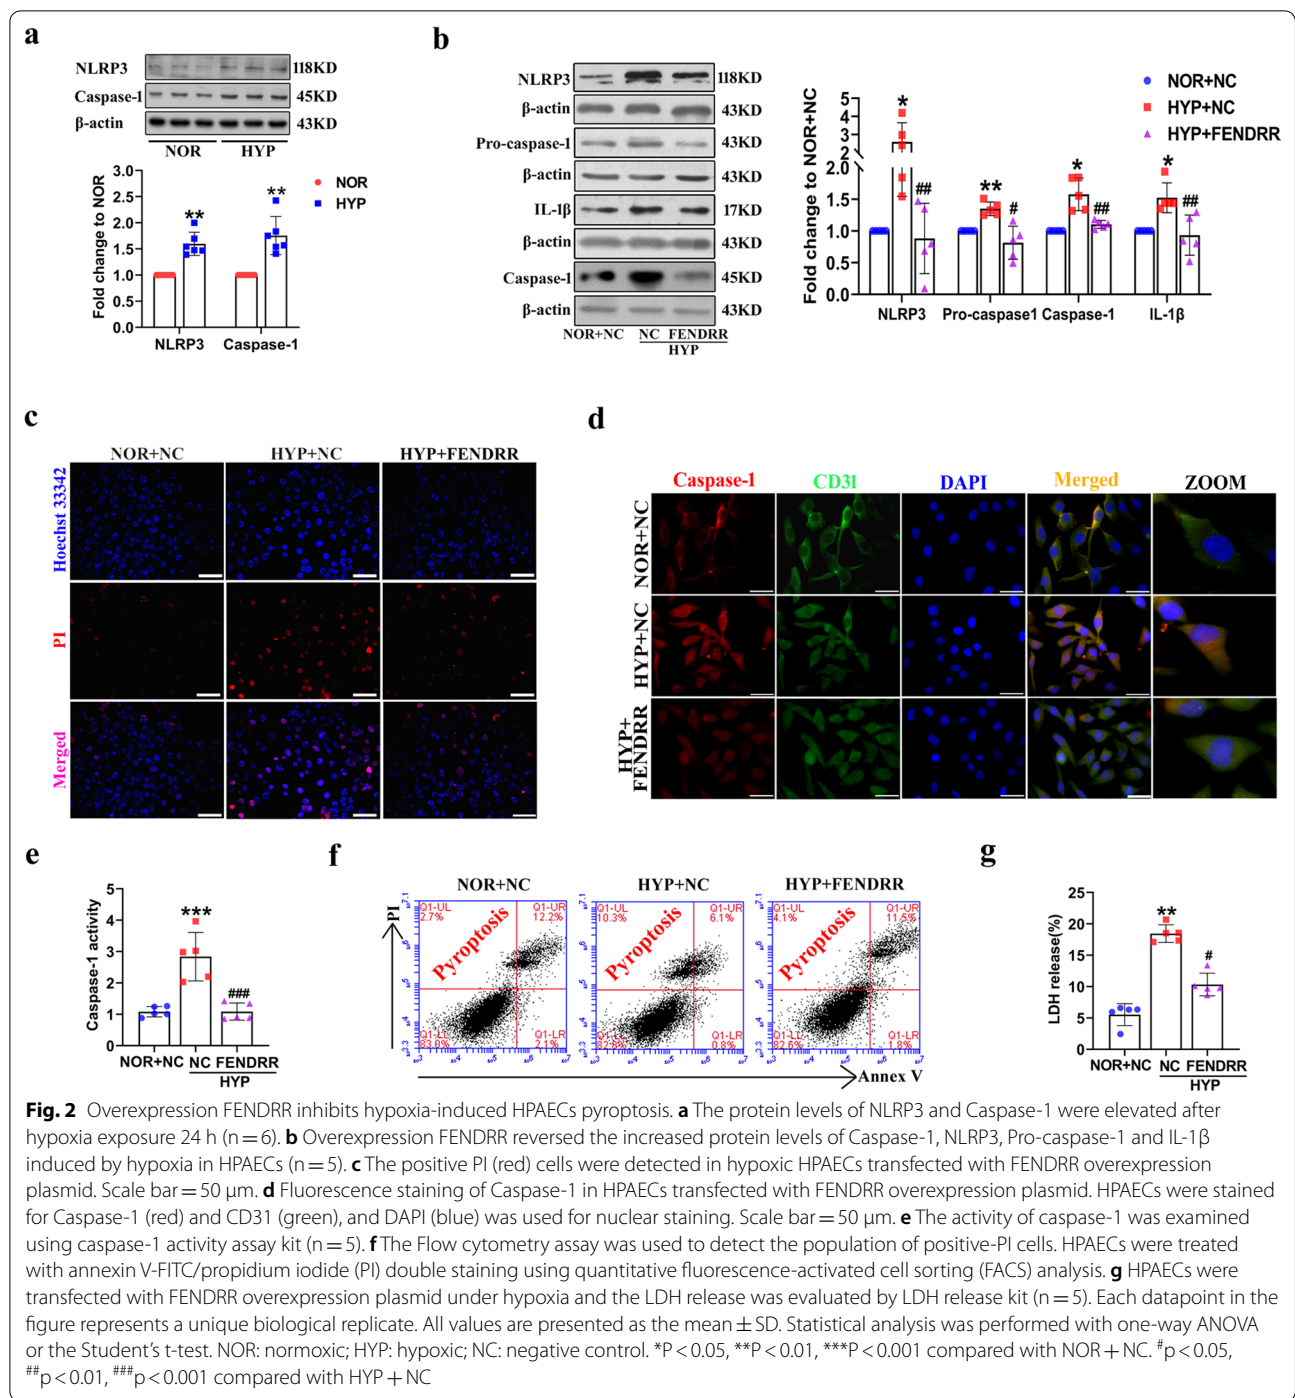 a
NLRP3 118KD
Caspase-1 45KD
β-actin 43KD
NOR HYP
Fold change to NOR
3.0
2.5
2.0
1.5
1.0
0.5
0.0
NOR
HYP
** **
NLRP3 Caspase-1
b
NLRP3 118KD
β-actin 43KD
Pro-caspase-1 43KD
β-actin 43KD
IL-1β 17KD
β-actin 43KD
Caspase-1 45KD
β-actin 43KD
NOR+NC NC FENDRR
HYP
Fold change to NOR+NC
5
4
3
2
1.5
1.0
0.5
0.0
NOR+NC
HYP+NC
HYP+FENDRR
* ## ** # * ## * ##
NLRP3 Pro-caspase1 Caspase-1 IL-1β
c
NOR+NC HYP+NC HYP+FENDRR
Hoechst 33342
PI
Merged
d
Caspase-1 CD31 DAPI Merged ZOOM
NOR+NC
HYP+NC
HYP+
FENDRR
e
Caspase-1 activity
5
4
3
2
1
0
*** ###
NOR+NC NC FENDRR
HYP
f
NOR+NC HYP+NC HYP+FENDRR
PI
Q1-UL 2.7% Q1-UR 12.2%
Pyroptosis
Q1-LL 83.0% Q1-LR 2.1%
Q1-UL 10.3% Q1-UR 6.1%
Pyroptosis
Q1-LR 0.8%
Q1-UL 4.1% Q1-UR 11.5%
Pyroptosis
Q1-LL 82.6% Q1-LR 1.8%
Annex V
g
LDH release(%)
25
20
15
10
5
0
** #
NOR+NC NC FENDRR
HYP
Fig. 2 Overexpression FENDRR inhibits hypoxia-induced HPAECs pyroptosis. a The protein levels of NLRP3 and Caspase-1 were elevated after
hypoxia exposure 24 h (n = 6). b Overexpression FENDRR reversed the increased protein levels of Caspase-1, NLRP3, Pro-caspase-1 and IL-1β
induced by hypoxia in HPAECs (n = 5). c The positive PI (red) cells were detected in hypoxic HPAECs transfected with FENDRR overexpression
plasmid. Scale bar = 50 μm. d Fluorescence staining of Caspase-1 in HPAECs transfected with FENDRR overexpression plasmid. HPAECs were stained
for Caspase-1 (red) and CD31 (green), and DAPI (blue) was used for nuclear staining. Scale bar = 50 μm. e The activity of caspase-1 was examined
using caspase-1 activity assay kit (n = 5). f The Flow cytometry assay was used to detect the population of positive-PI cells. HPAECs were treated
with annexin V-FITC/propidium iodide (PI) double staining using quantitative fluorescence-activated cell sorting (FACS) analysis. g HPAECs were
transfected with FENDRR overexpression plasmid under hypoxia and the LDH release was evaluated by LDH release kit (n = 5). Each datapoint in the
figure represents a unique biological replicate. All values are presented as the mean ± SD. Statistical analysis was performed with one-way ANOVA
or the Student's t-test. NOR: normoxic; HYP: hypoxic; NC: negative control. *P < 0.05, **P < 0.01, ***P < 0.001 compared with NOR + NC. #p < 0.05,
##p < 0.01, ###p < 0.001 compared with HYP + NC